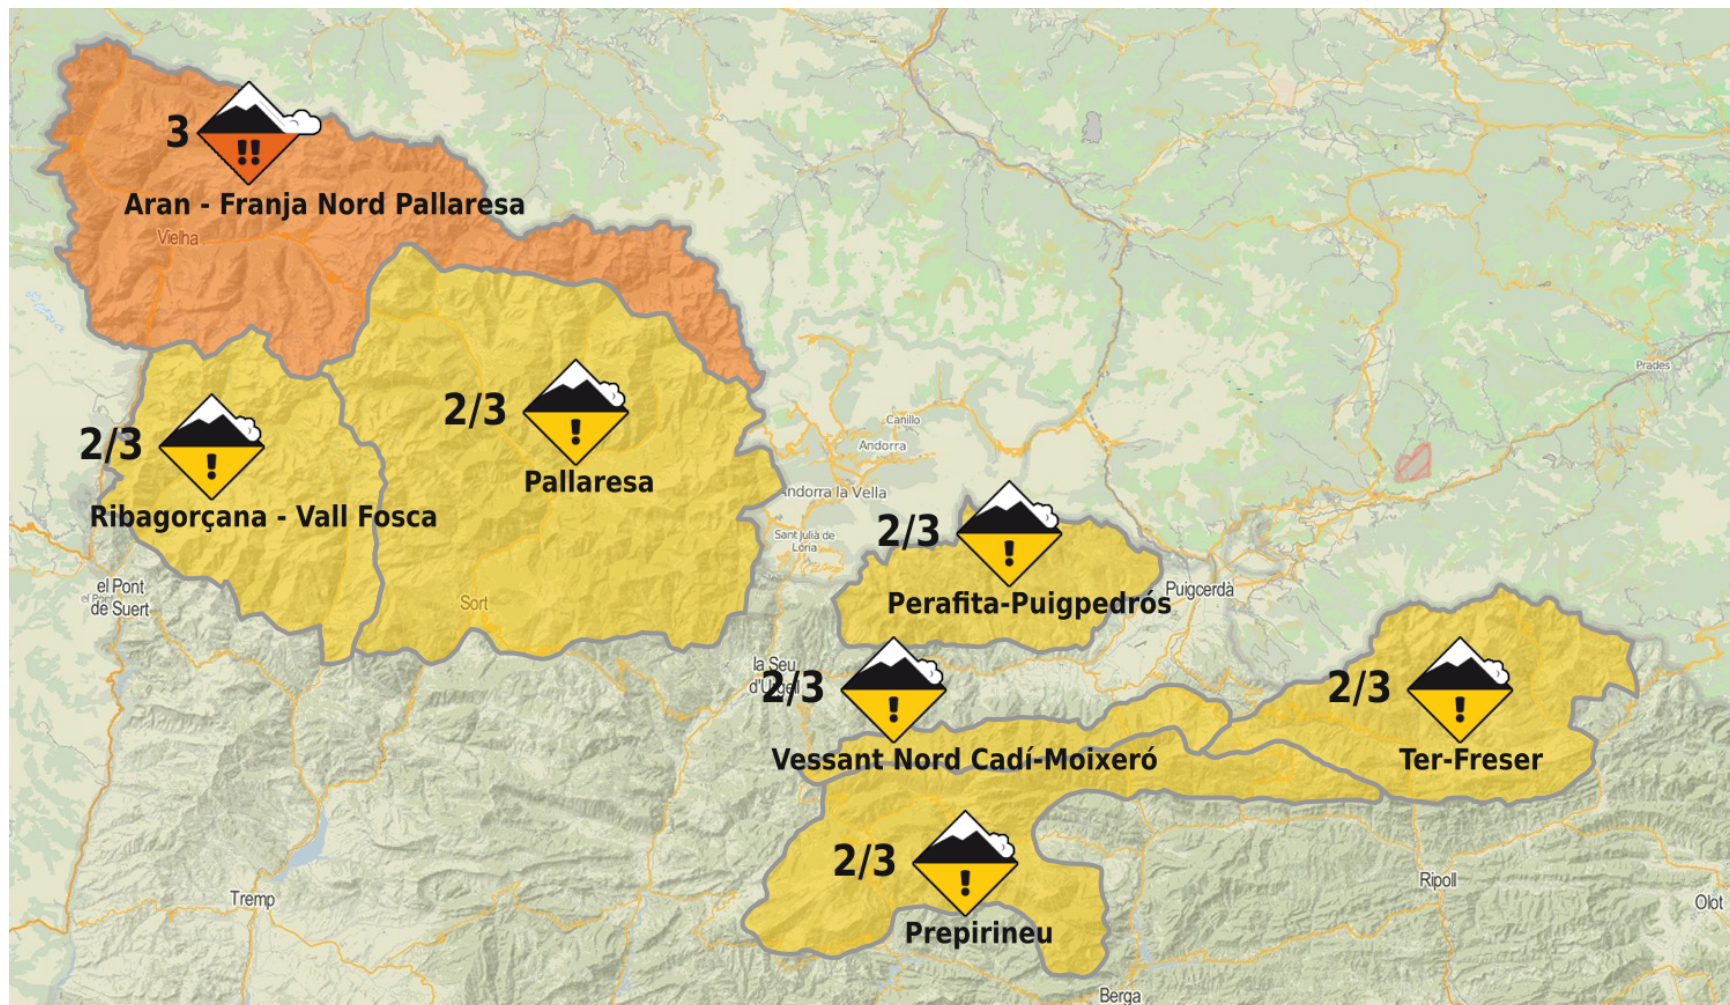 3
!!
Aran - Franja Nord Pallaresa
Vielha
2/3
!
Pallaresa
2/3
!
Ribagorçana - Vall Fosca
Canillo
Andorra
Andorra la Vella
Sant Julià de
Lòria
Prades
2/3
!
Perafita-Puigpedrós
Puigcerdà
el Pont
de Suert
Sort
la Seu
d'Urgell
2/3
!
Vessant Nord Cadí-Moixeró
2/3
!
Ter-Freser
2/3
!
Prepirineu
Tremp
Ripoll
Olot
Berga